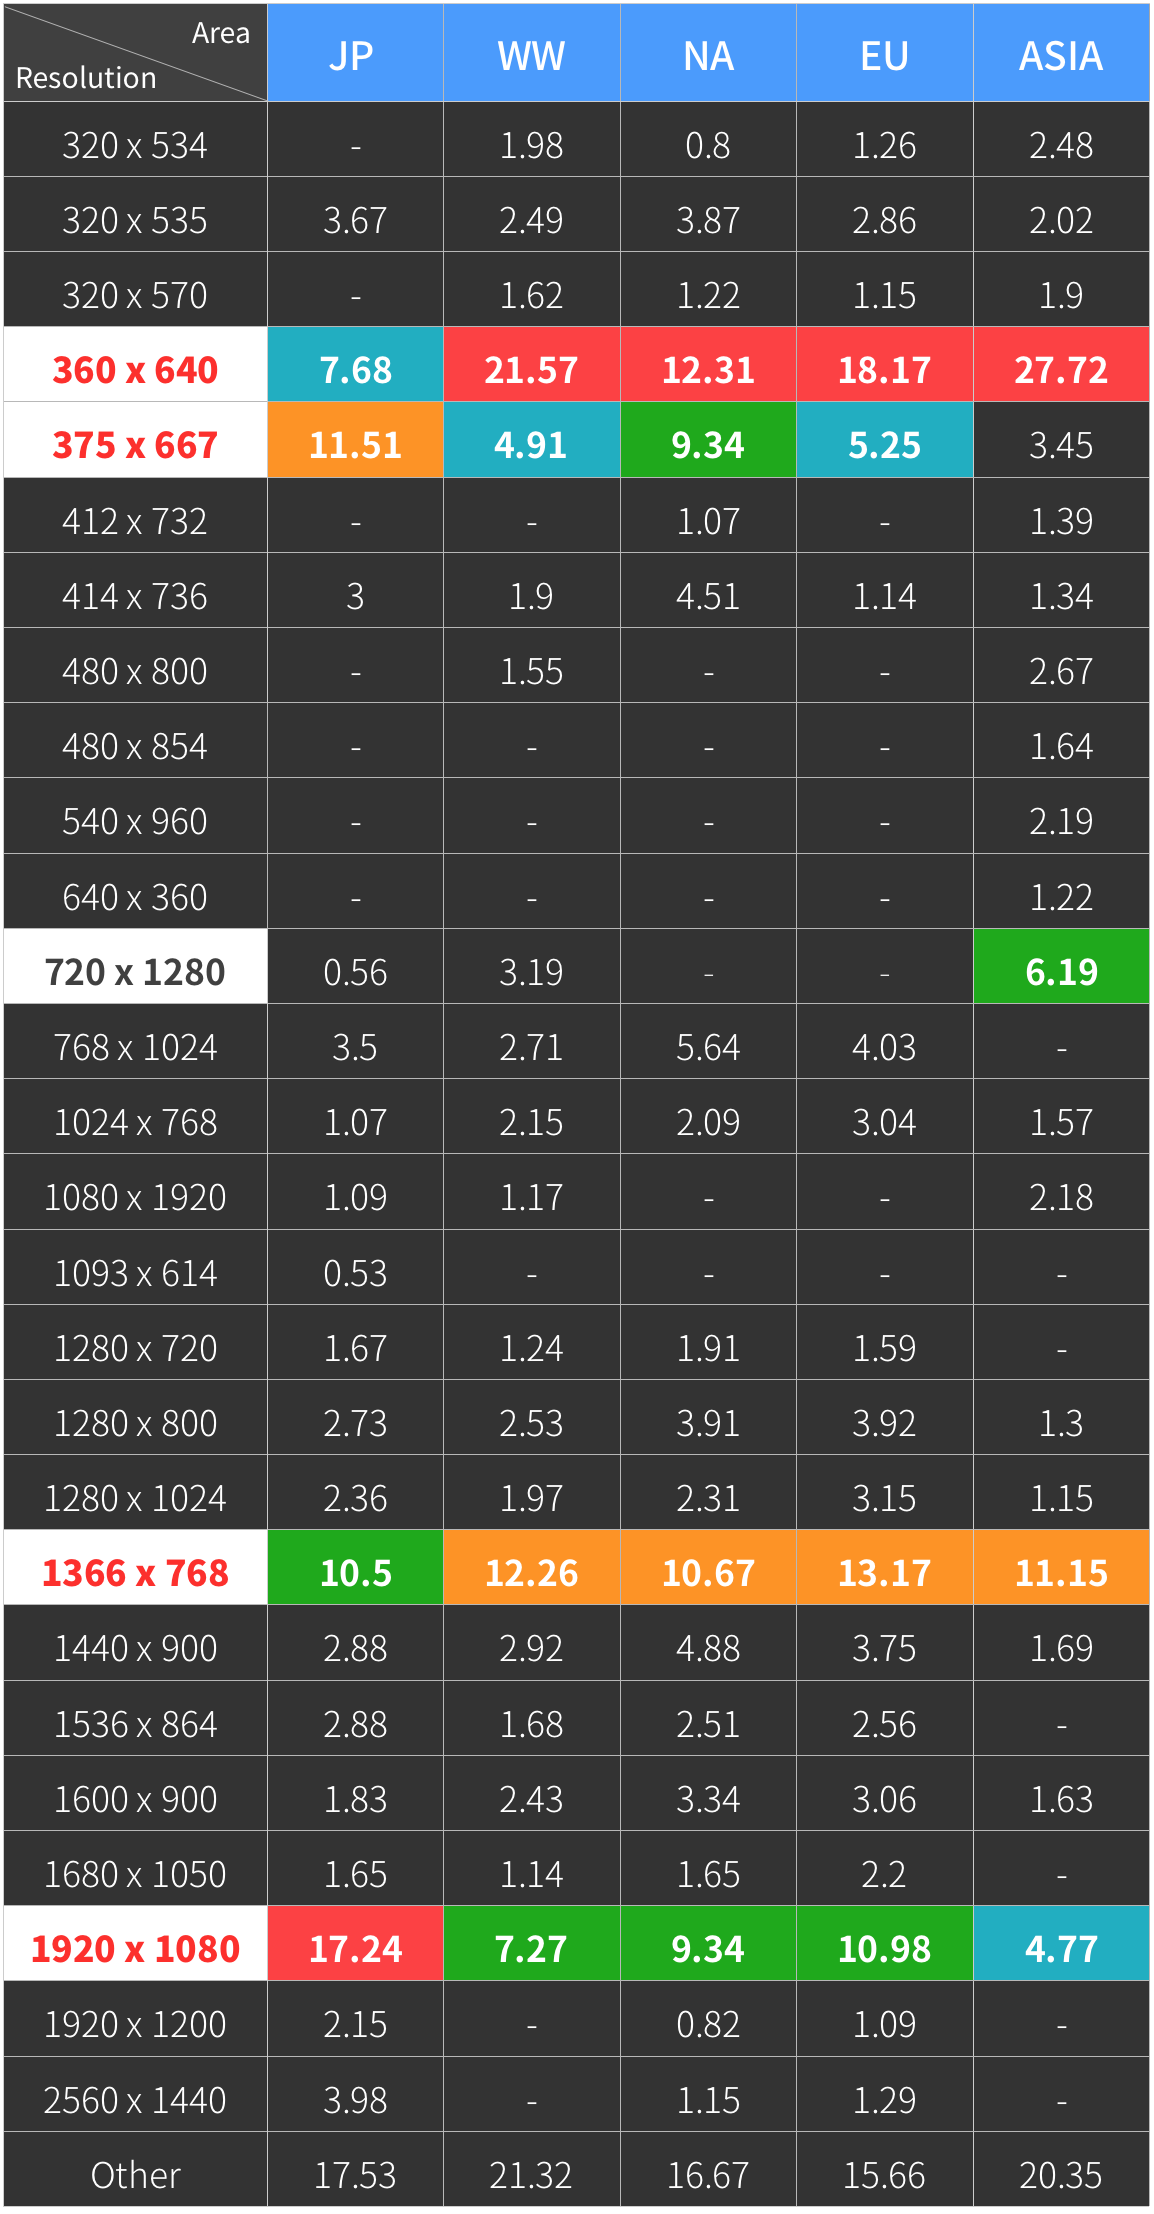 Area
Resolution
JP WW NA EU ASIA
320 x 534 - 1.98 0.8 1.26 2.48
320 x 535 3.67 2.49 3.87 2.86 2.02
320 x 570 - 1.62 1.22 1.15 1.9
360 x 640 7.68 21.57 12.31 18.17 27.72
375 x 667 11.51 4.91 9.34 5.25 3.45
412 x 732 - - 1.07 - 1.39
414 x 736 3 1.9 4.51 1.14 1.34
480 x 800 - 1.55 - - 2.67
480 x 854 - - - - 1.64
540 x 960 - - - - 2.19
640 x 360 - - - - 1.22
720 x 1280 0.56 3.19 - - 6.19
768 x 1024 3.5 2.71 5.64 4.03 -
1024 x 768 1.07 2.15 2.09 3.04 1.57
1080 x 1920 1.09 1.17 - - 2.18
1093 x 614 0.53 - - - -
1280 x 720 1.67 1.24 1.91 1.59 -
1280 x 800 2.73 2.53 3.91 3.92 1.3
1280 x 1024 2.36 1.97 2.31 3.15 1.15
1366 x 768 10.5 12.26 10.67 13.17 11.15
1440 x 900 2.88 2.92 4.88 3.75 1.69
1536 x 864 2.88 1.68 2.51 2.56 -
1600 x 900 1.83 2.43 3.34 3.06 1.63
1680 x 1050 1.65 1.14 1.65 2.2 -
1920 x 1080 17.24 7.27 9.34 10.98 4.77
1920 x 1200 2.15 - 0.82 1.09 -
2560 x 1440 3.98 - 1.15 1.29 -
Other 17.53 21.32 16.67 15.66 20.35